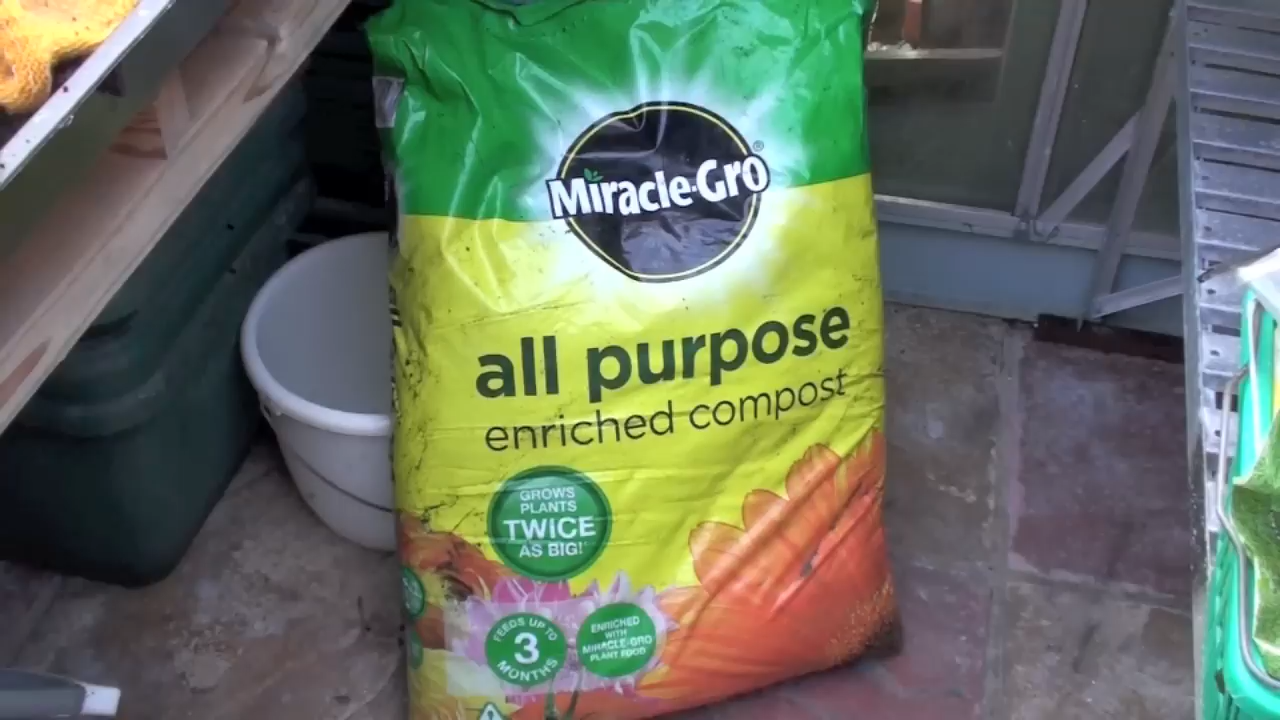 Miracle-Gro®
all purpose
enriched compost
GROWS
PLANTS
TWICE
AS BIG!
FEEDS UP TO
3
MONTHS
ENRICHED
WITH
MIRACLE-GRO
PLANT FOOD